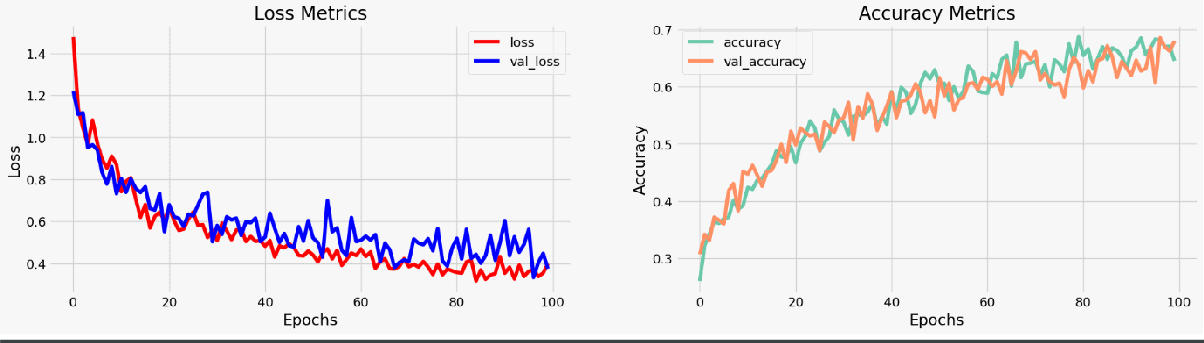 Loss Metrics
1.4
1.2
1.0
0.8
0.6
0.4
Loss
loss
val_loss
0
20
40
60
80
100
Epochs
Accuracy Metrics
0.7
0.6
0.5
0.4
0.3
Accuracy
accuracy
val_accuracy
0
20
40
60
80
100
Epochs